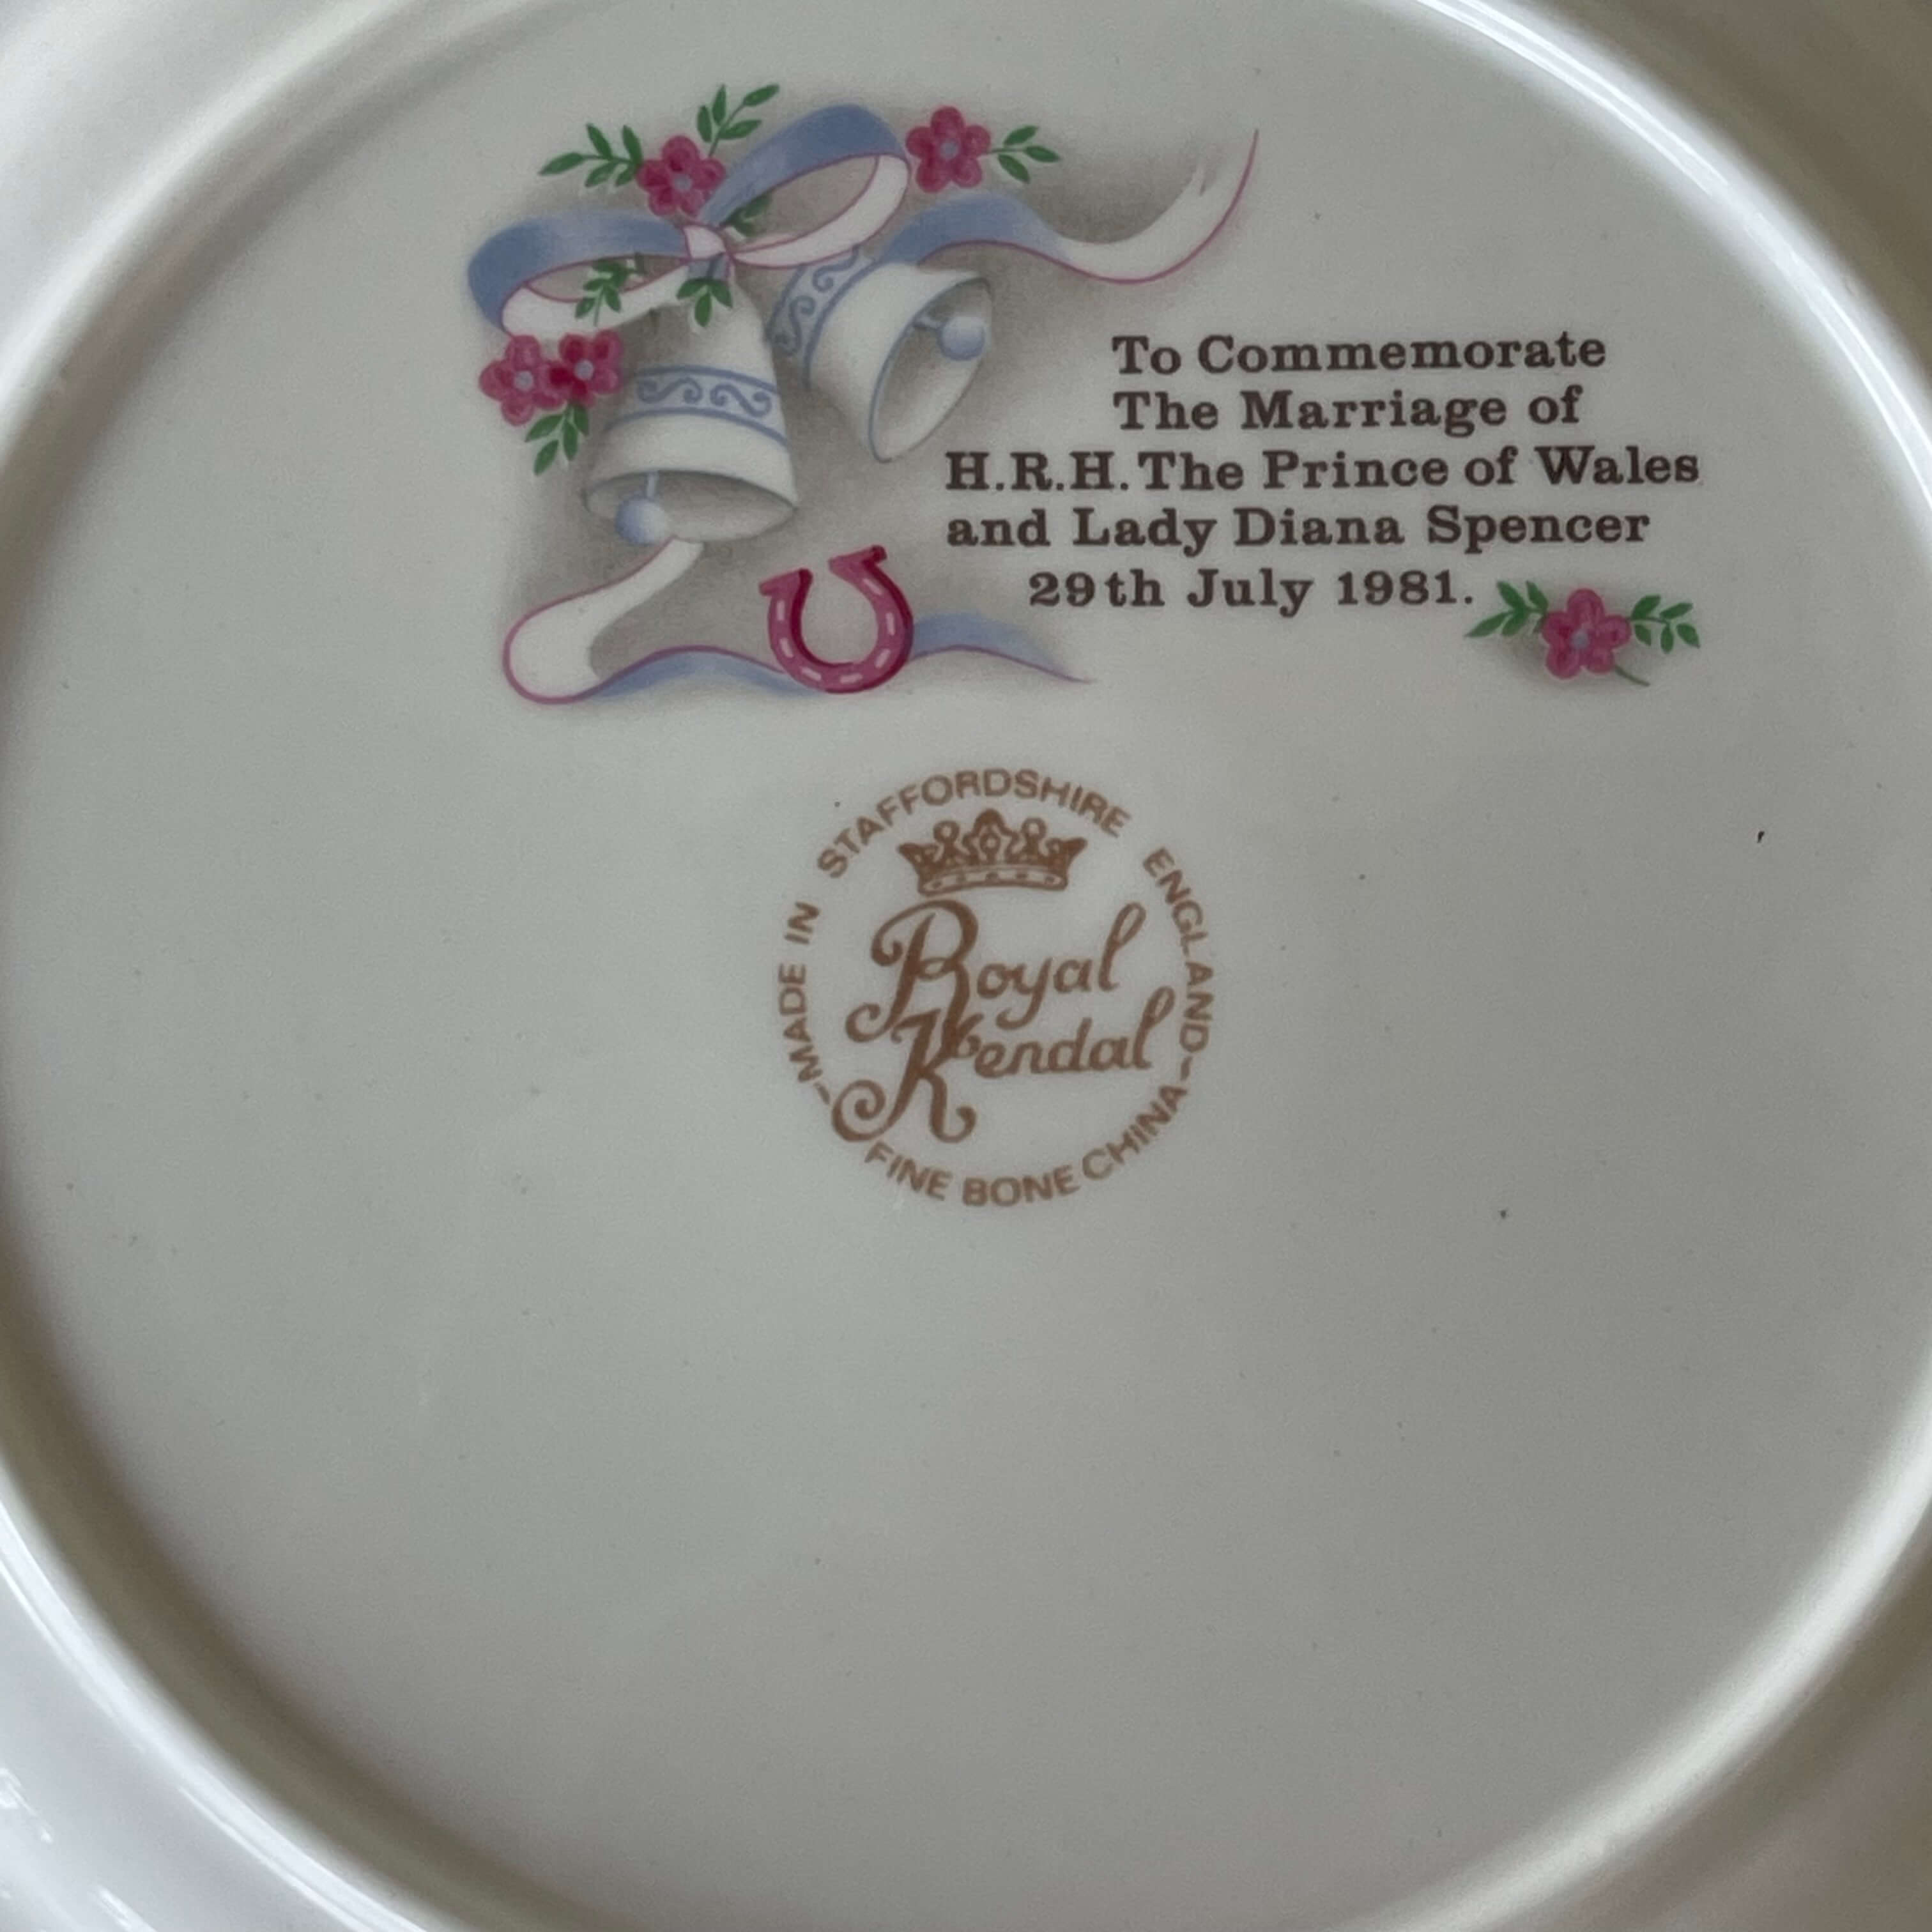 To Commemorate
The Marriage of
H.R.H. The Prince of Wales
and Lady Diana Spencer
29th July 1981.
-MADE IN STAFFORDSHIRE ENGLAND-
Royal
Kendal
FINE BONE CHINA